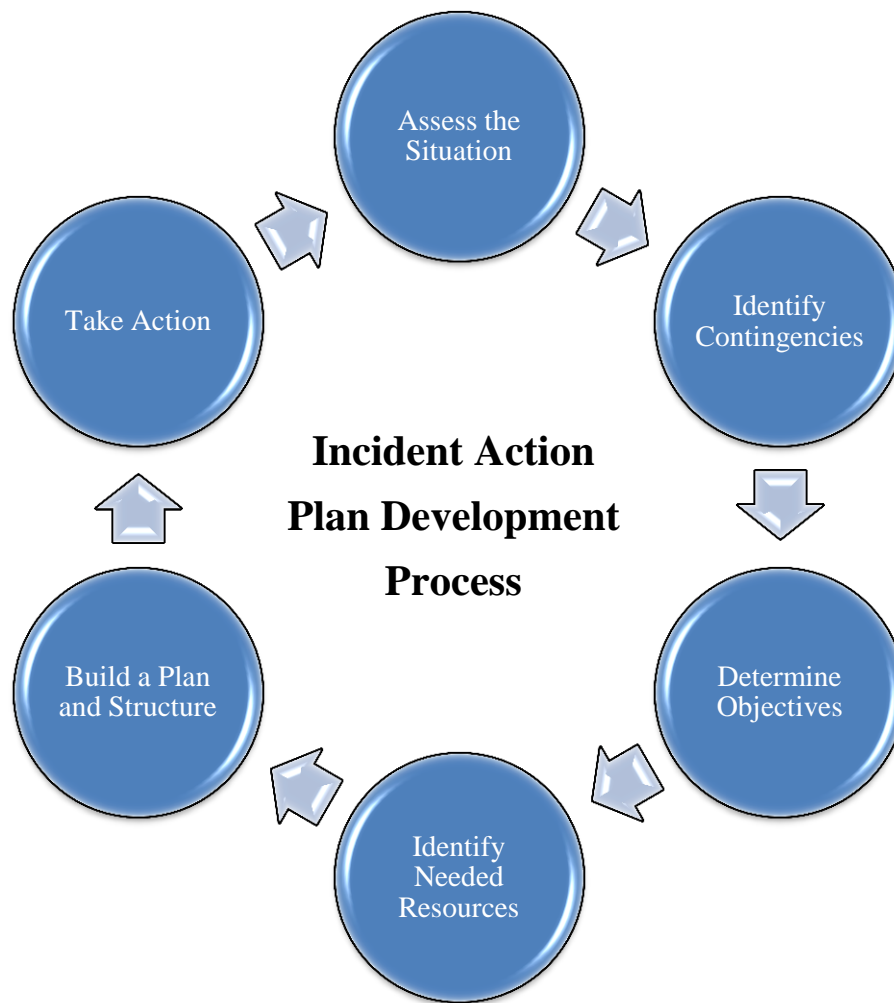 Assess the
Situation
Identify
Contingencies
Determine
Objectives
Identify
Needed
Resources
Build a Plan
and Structure
Take Action
Incident Action
Plan Development
Process